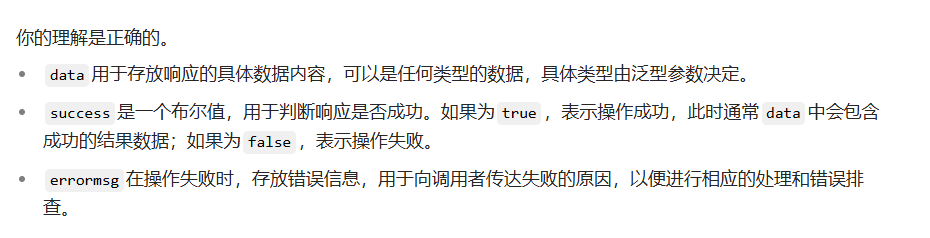 你的理解是正确的。
data 用于存放响应的具体数据内容，可以是任何类型的数据，具体类型由泛型参数决定。
success 是一个布尔值，用于判断响应是否成功。如果为 true ，表示操作成功，此时通常 data 中会包含
成功的结果数据；如果为 false ，表示操作失败。
errormsg 在操作失败时，存放错误信息，用于向调用者传达失败的原因，以便进行相应的处理和错误排
查。